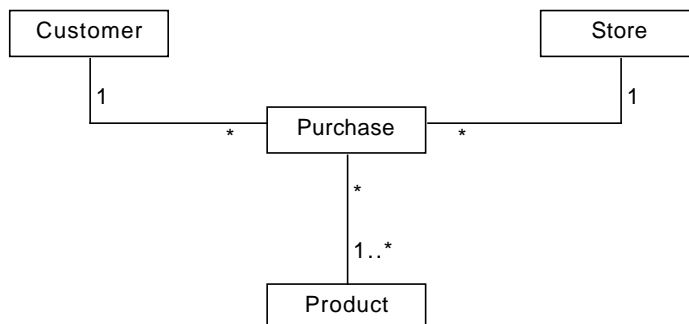 Customer
Store
1
1
Purchase
*
*
*
1..*
Product